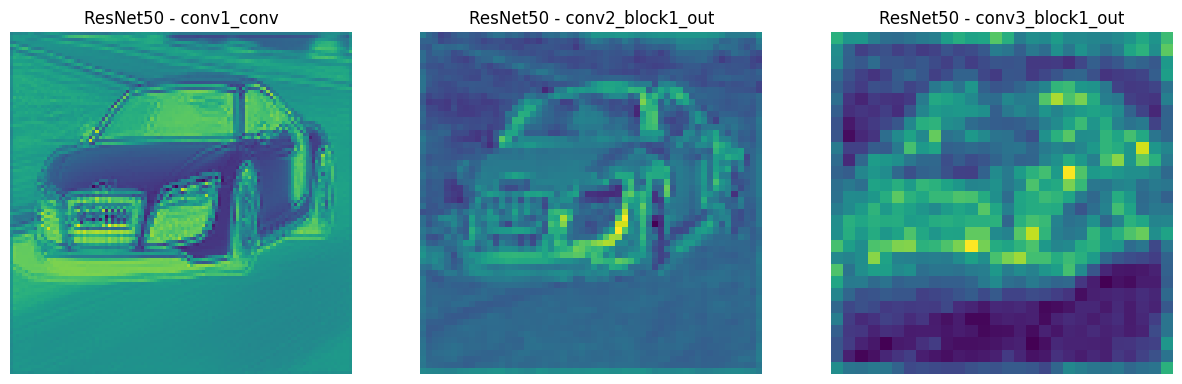 ResNet50 - conv1_conv
ResNet50 - conv2_block1_out
ResNet50 - conv3_block1_out